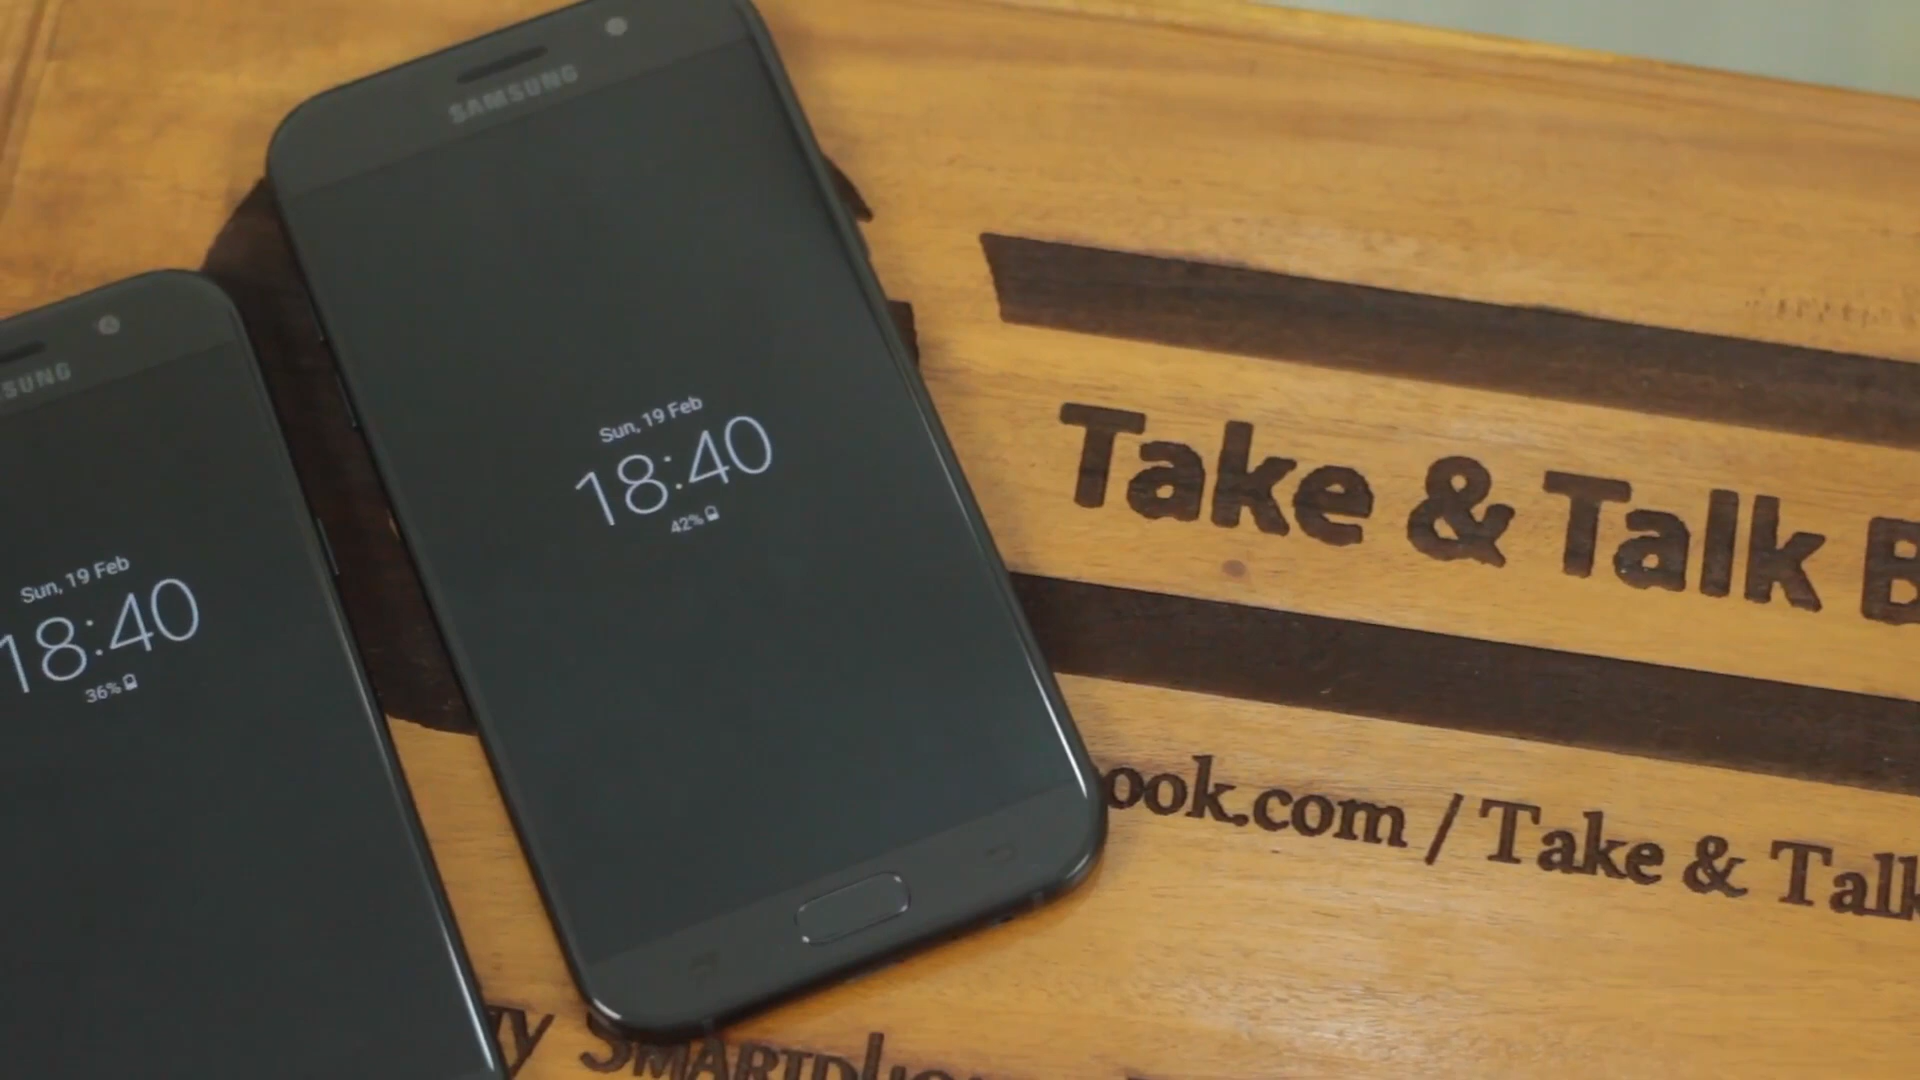 SAMSUNG
Sun, 19 Feb
18:40
42%
SUNG
Sun, 19 Feb
18:40
36%
Take & Talk B
ook.com / Take & Talk